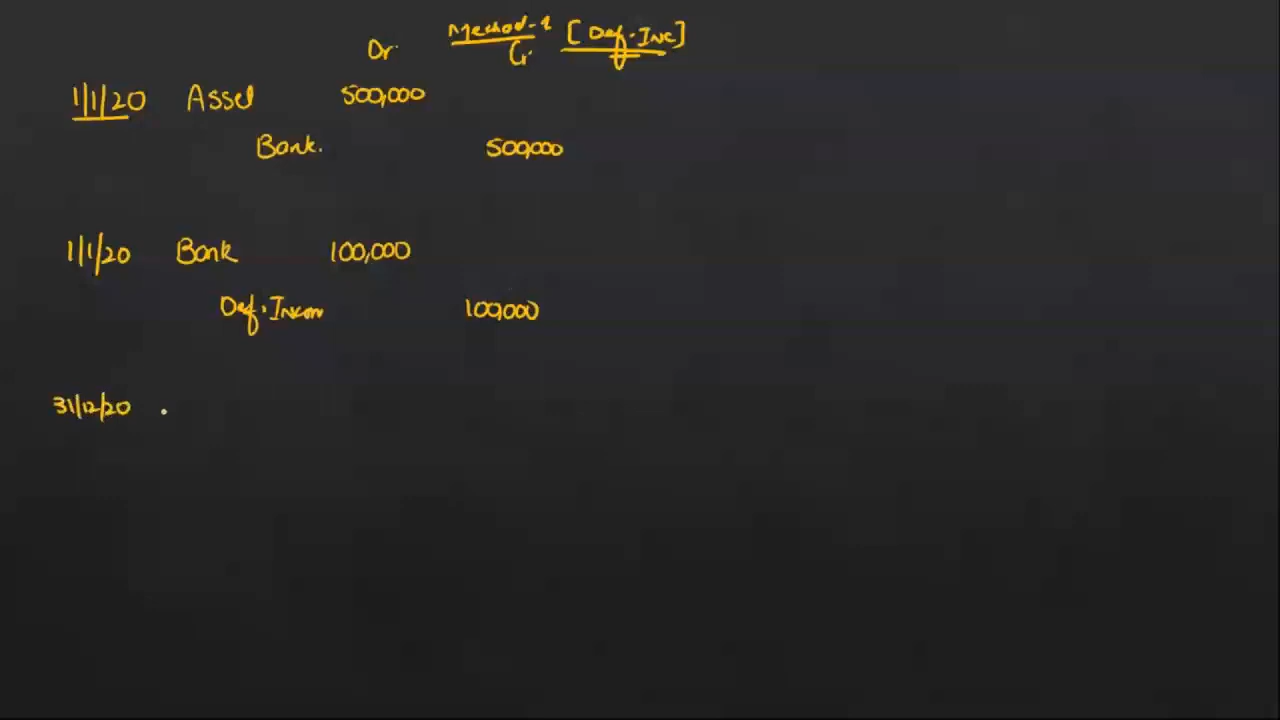 Method-1 [Def.Inc]
Dr. Cr.
1/1/20 Asset 500,000
Bank. 500,000
1/1/20 Bank 100,000
Def.Incom 100,000
31/12/20